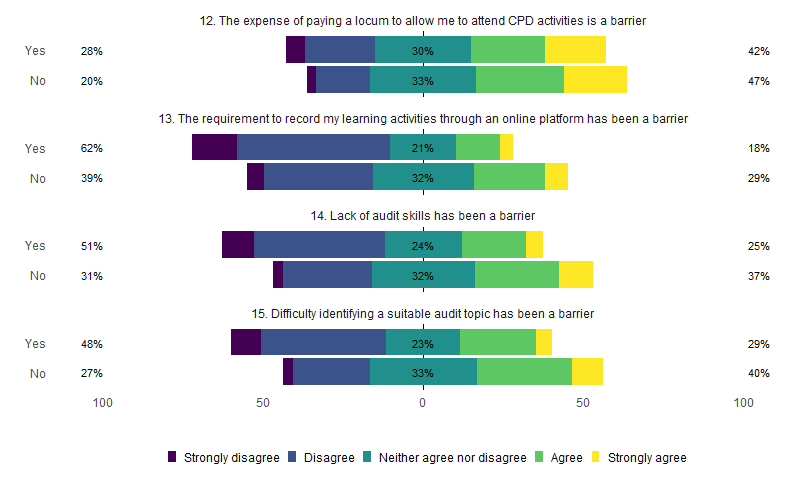 12. The expense of paying a locum to allow me to attend CPD activities is a barrier
Yes 28% 30% 42%
No 20% 33% 47%
13. The requirement to record my learning activities through an online platform has been a barrier
Yes 62% 21% 18%
No 39% 32% 29%
14. Lack of audit skills has been a barrier
Yes 51% 24% 25%
No 31% 32% 37%
15. Difficulty identifying a suitable audit topic has been a barrier
Yes 48% 23% 29%
No 27% 33% 40%
100 50 0 50 100
Strongly disagree Disagree Neither agree nor disagree Agree Strongly agree